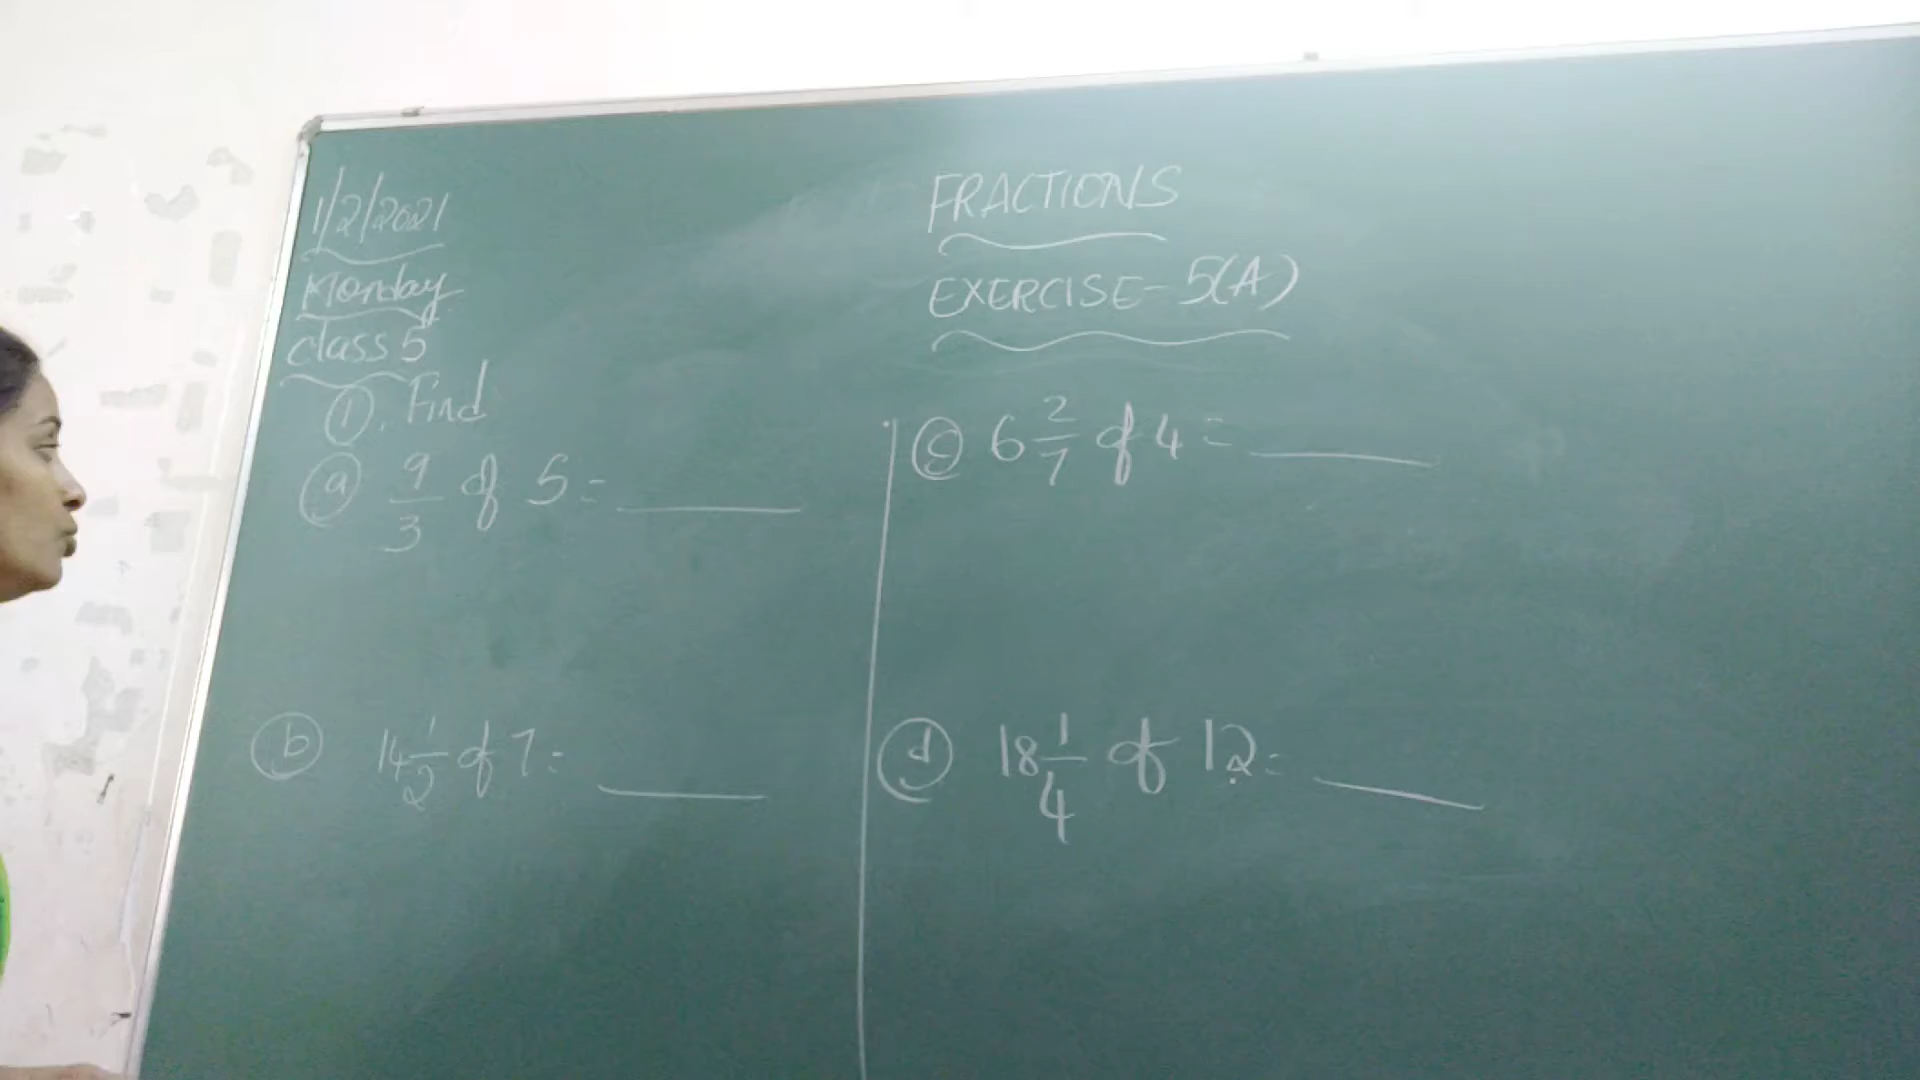 1/2/2021
Monday
class 5
FRACTIONS
EXERCISE-5(A)
①. Find
ⓐ 9/3 of 5 = ____
ⓑ 14 1/2 of 7 = ____
ⓒ 6 2/7 of 4 = ____
ⓓ 18 1/4 of 12 = ____